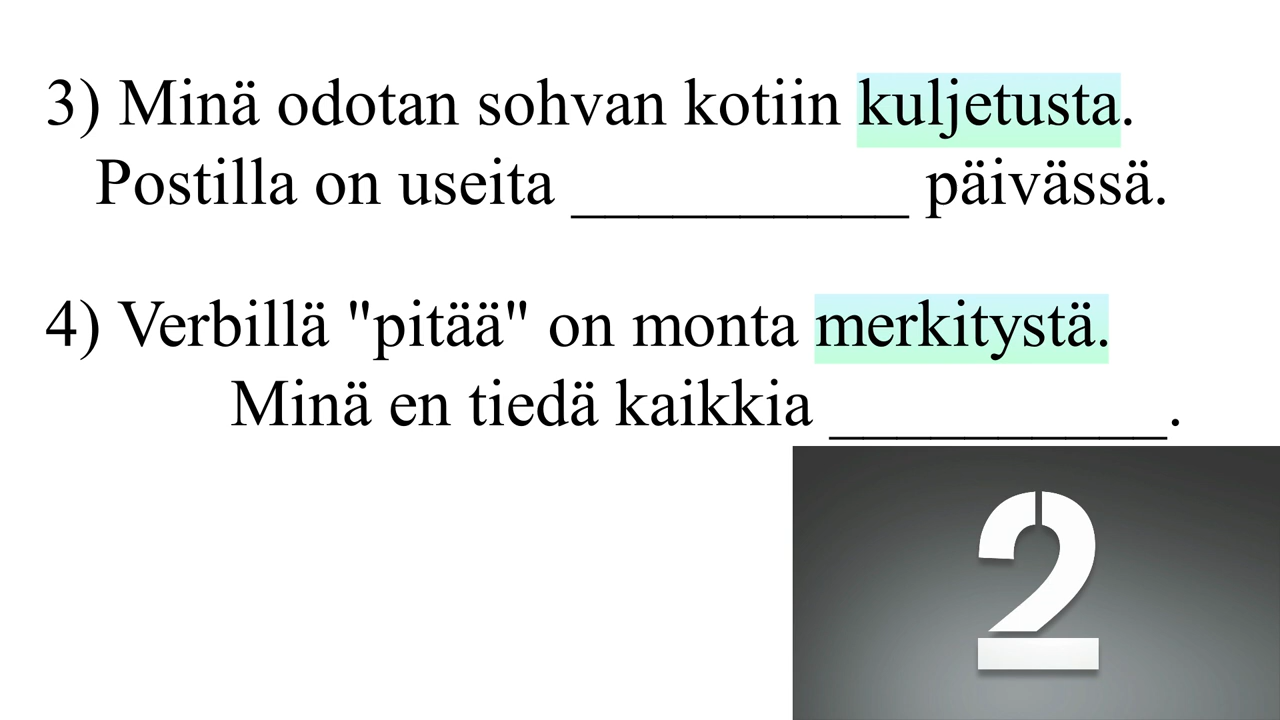 3) Minä odotan sohvan kotiin kuljetusta.
Postilla on useita __________ päivässä.
4) Verbillä "pitää" on monta merkitystä.
Minä en tiedä kaikkia __________.
2